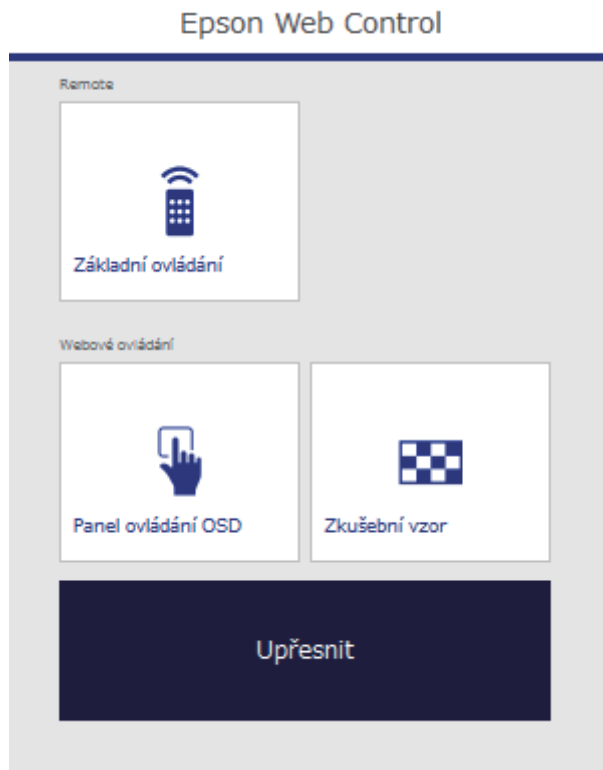 Epson Web Control
Remote
Základní ovládání
Webové ovládání
Panel ovládání OSD
Zkušební vzor
Upřesnit